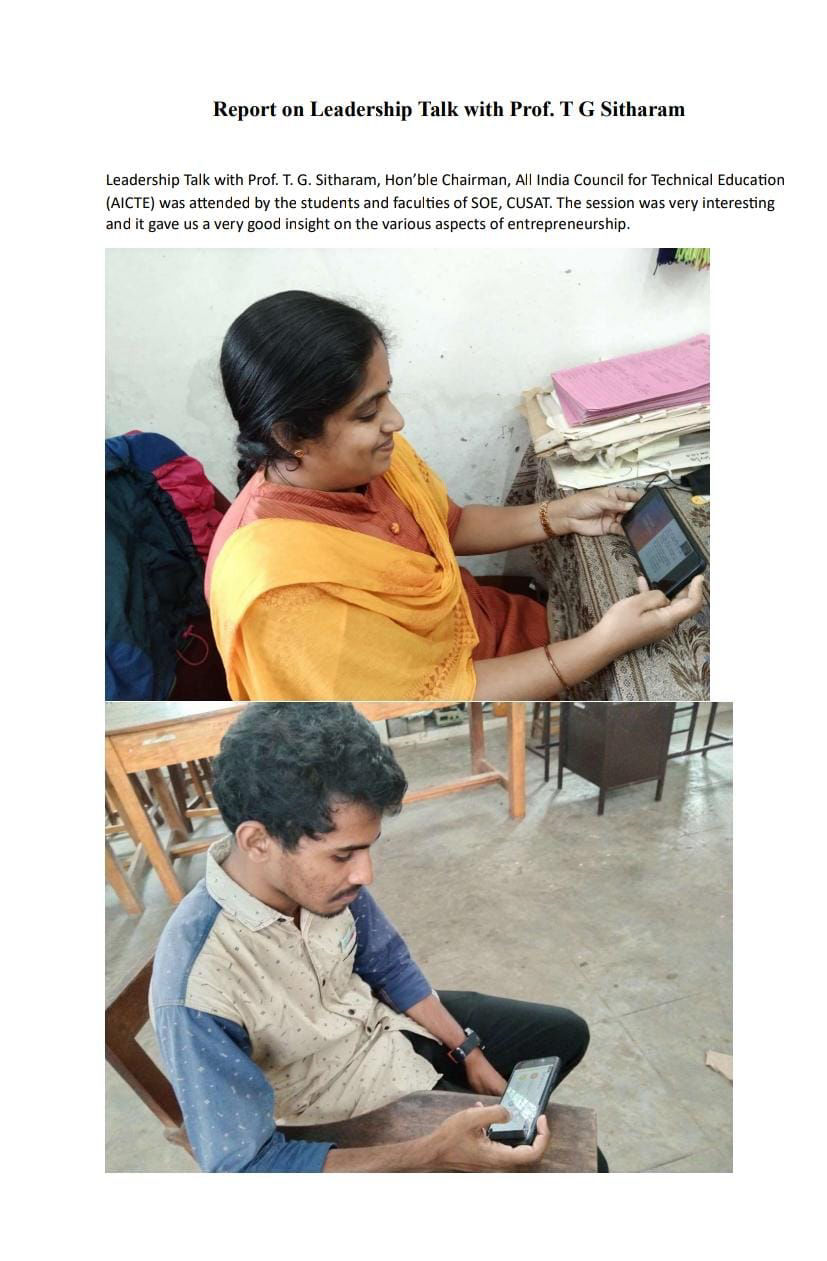 Report on Leadership Talk with Prof. T G Sitharam
Leadership Talk with Prof. T. G. Sitharam, Hon’ble Chairman, All India Council for Technical Education
(AICTE) was attended by the students and faculties of SOE, CUSAT. The session was very interesting
and it gave us a very good insight on the various aspects of entrepreneurship.